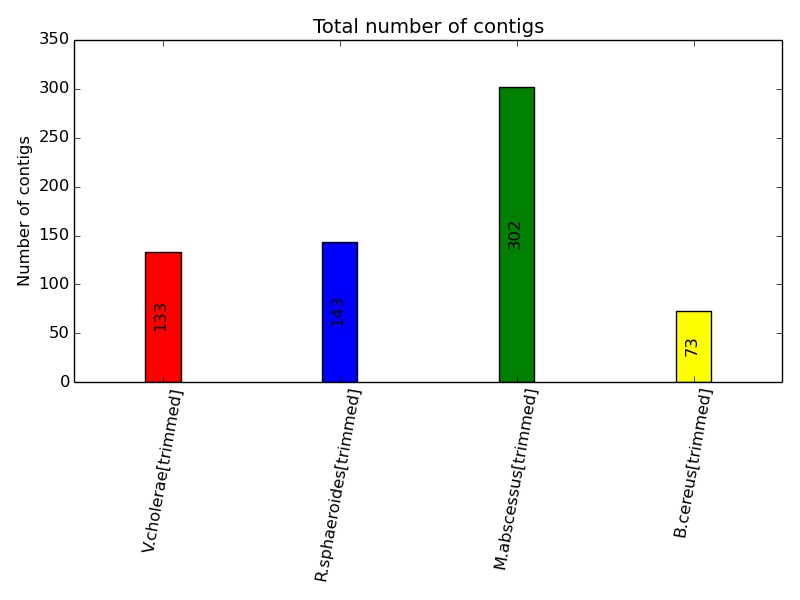 Total number of contigs
350
300
250
200
150
100
50
0
Number of contigs
133
143
302
73
V.cholerae[trimmed]
R.sphaeroides[trimmed]
M.abscessus[trimmed]
B.cereus[trimmed]